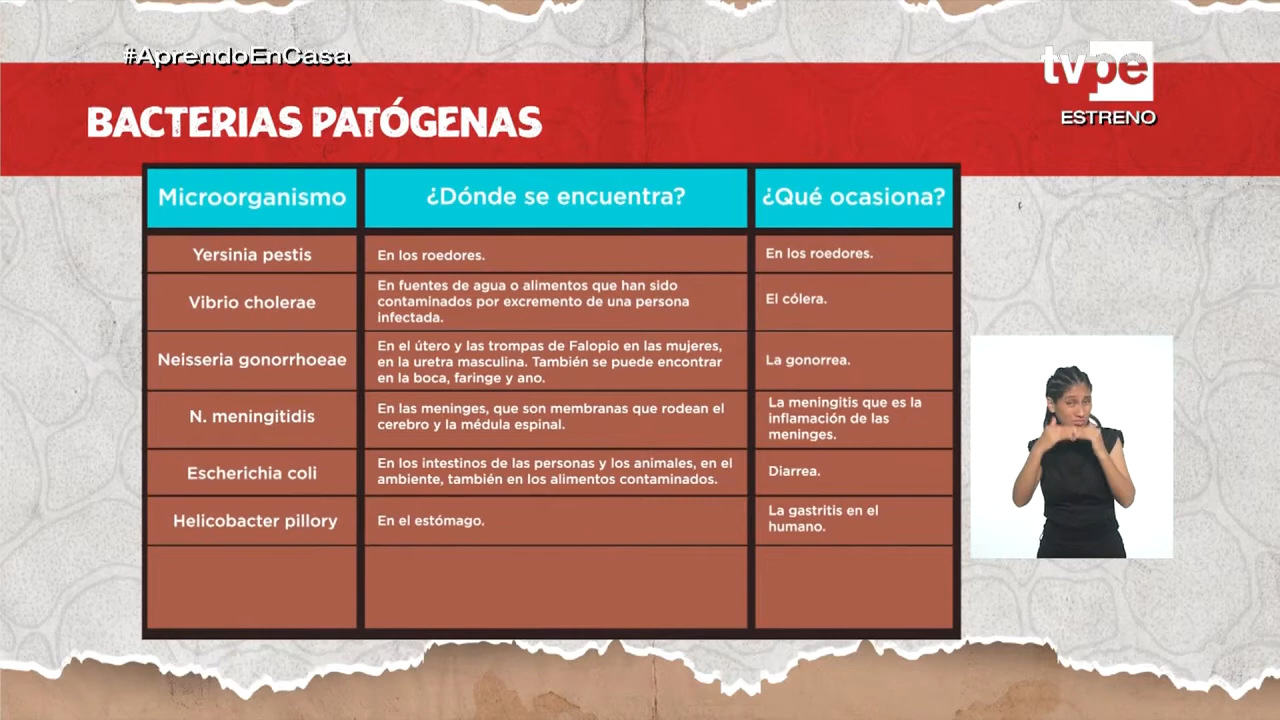 #AprendoEnCasa
tvpe
ESTRENO
BACTERIAS PATÓGENAS
Microorganismo
¿Dónde se encuentra?
¿Qué ocasiona?
Yersinia pestis
En los roedores.
En los roedores.
Vibrio cholerae
En fuentes de agua o alimentos que han sido
contaminados por excremento de una persona
infectada.
El cólera.
Neisseria gonorrhoeae
En el útero y las trompas de Falopio en las mujeres,
en la uretra masculina. También se puede encontrar
en la boca, faringe y ano.
La gonorrea.
N. meningitidis
En las meninges, que son membranas que rodean el
cerebro y la médula espinal.
La meningitis que es la
inflamación de las
meninges.
Escherichia coli
En los intestinos de las personas y los animales, en el
ambiente, también en los alimentos contaminados.
Diarrea.
Helicobacter pillory
En el estómago.
La gastritis en el
humano.